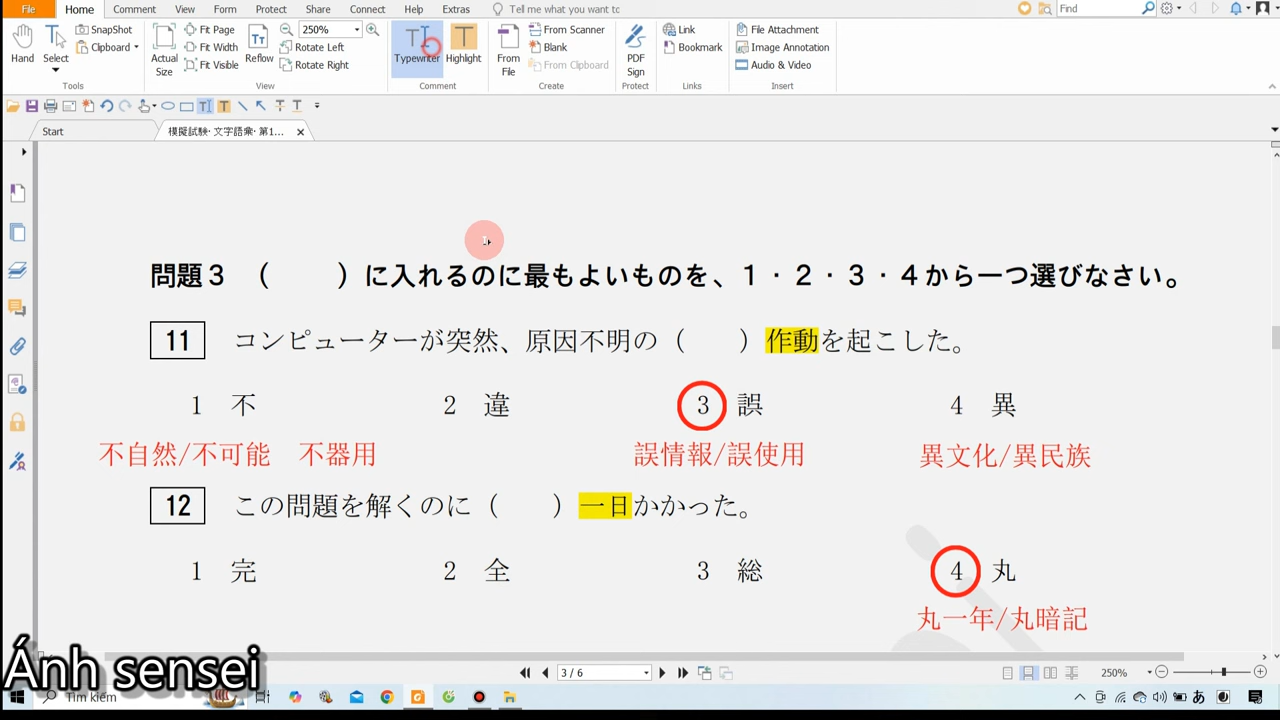 File Home Comment View Form Protect Share Connect Help Extras Tell me what you want to Find
SnapShot Fit Page 250% From Scanner Link File Attachment
Clipboard Fit Width Rotate Left Blank Bookmark Image Annotation
Hand Select Actual Size Fit Visible Reflow Rotate Right Typewriter Highlight From File From Clipboard PDF Sign Audio & Video
Tools View Comment Create Protect Links Insert
Start 模擬試験・文字語彙・第1...
問題3 ( )に入れるのに最もよいものを、1・2・3・4から一つ選びなさい。
11 コンピューターが突然、原因不明の( )作動を起こした。
1 不 2 違 3 誤 4 異
不自然/不可能 不器用 誤情報/誤使用 異文化/異民族
12 この問題を解くのに( )一日かかった。
1 完 2 全 3 総 4 丸
丸一年/丸暗記
Ánh sensei
3 / 6 250%
Tìm kiếm あ